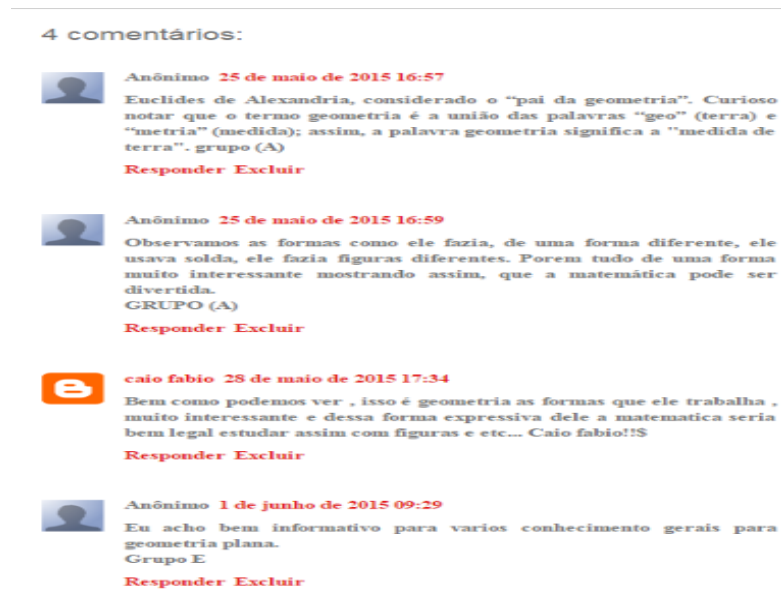 4 comentários:
Anônimo 25 de maio de 2015 16:57
Euclides de Alexandria, considerado o “pai da geometria”. Curioso
notar que o termo geometria é a união das palavras “geo” (terra) e
“metria” (medida); assim, a palavra geometria significa a "medida de
terra". grupo (A)
Responder Excluir
Anônimo 25 de maio de 2015 16:59
Observamos as formas como ele fazia, de uma forma diferente, ele
usava solda, ele fazia figuras diferentes. Porem tudo de uma forma
muito interessante mostrando assim, que a matemática pode ser
divertida.
GRUPO (A)
Responder Excluir
caio fabio 28 de maio de 2015 17:34
Bem como podemos ver , isso é geometria as formas que ele trabalha ,
muito interessante e dessa forma expressiva dele a matematica seria
bem legal estudar assim com figuras e etc... Caio fabio!!$
Responder Excluir
Anônimo 1 de junho de 2015 09:29
Eu acho bem informativo para varios conhecimento gerais para
geometria plana.
Grupo E
Responder Excluir